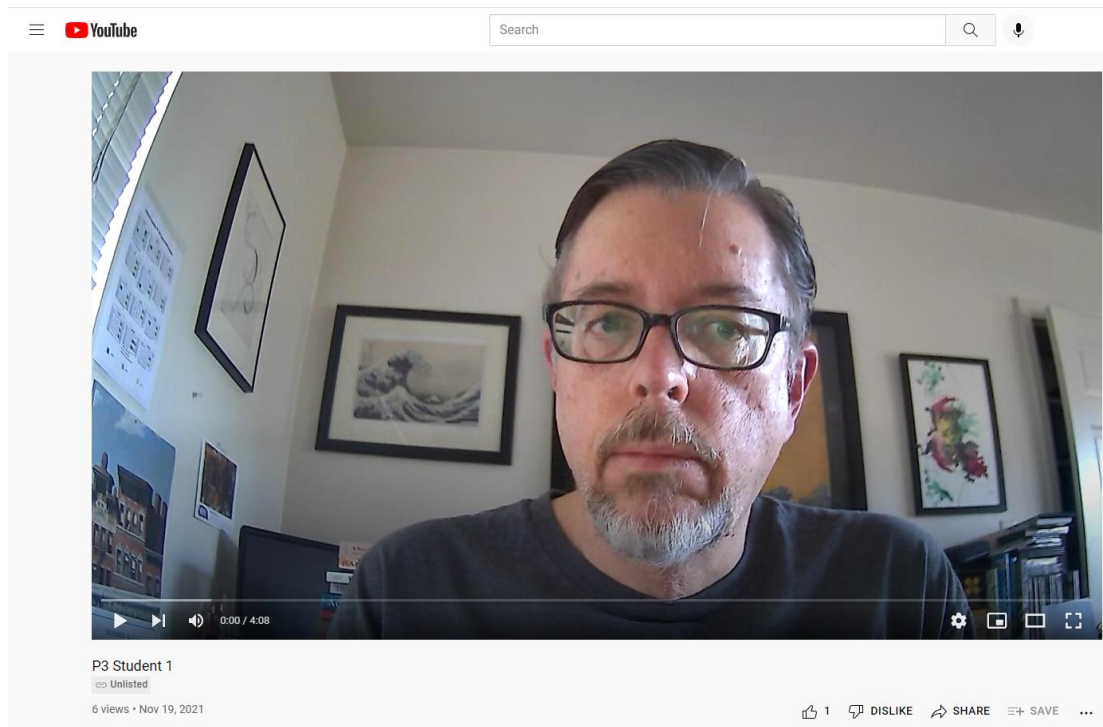 YouTube
Search
0:00 / 4:08
P3 Student 1
Unlisted
6 views • Nov 19, 2021
1 DISLIKE SHARE SAVE ...